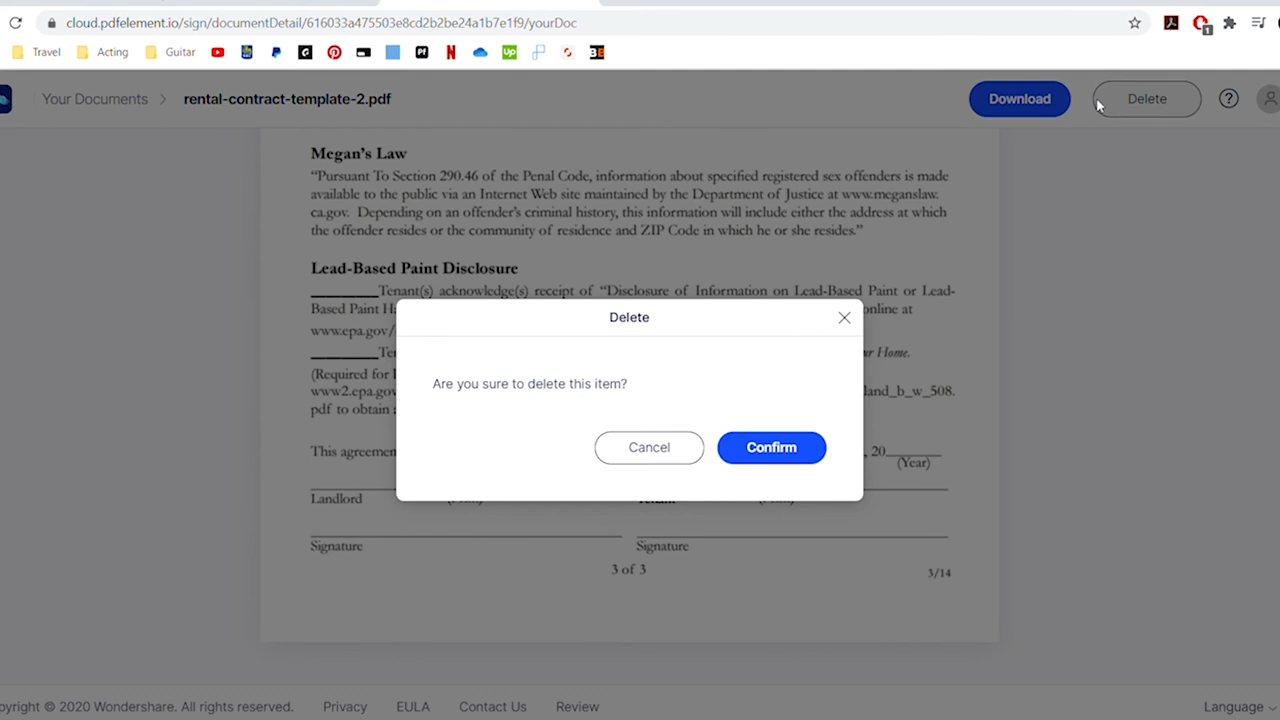 cloud.pdfelement.io/sign/documentDetail/616033a475503e8cd2b2be24a1b7e1f9/yourDoc
1
Travel Acting Guitar Up Pf
Your Documents > rental-contract-template-2.pdf Download Delete ?
Megan's Law
“Pursuant To Section 290.46 of the Penal Code, information about specified registered sex offenders is made
available to the public via an Internet Web site maintained by the Department of Justice at www.meganslaw.
ca.gov. Depending on an offender's criminal history, this information will include either the address at which
the offender resides or the community of residence and ZIP Code in which he or she resides.”
Lead-Based Paint Disclosure
________Tenant(s) acknowledge(s) receipt of “Disclosure of Information on Lead-Based Paint or Lead-
Based Paint online at
www.epa.gov/
Home.
(Required for
www2.epa.gov land_b_w_508.
pdf to obtain
This agreement , 20
(Year)
Delete
Are you sure to delete this item?
Cancel Confirm
Landlord Tenant
Signature Signature
3 of 3 3/14
pyright © 2020 Wondershare. All rights reserved. Privacy EULA Contact Us Review Language